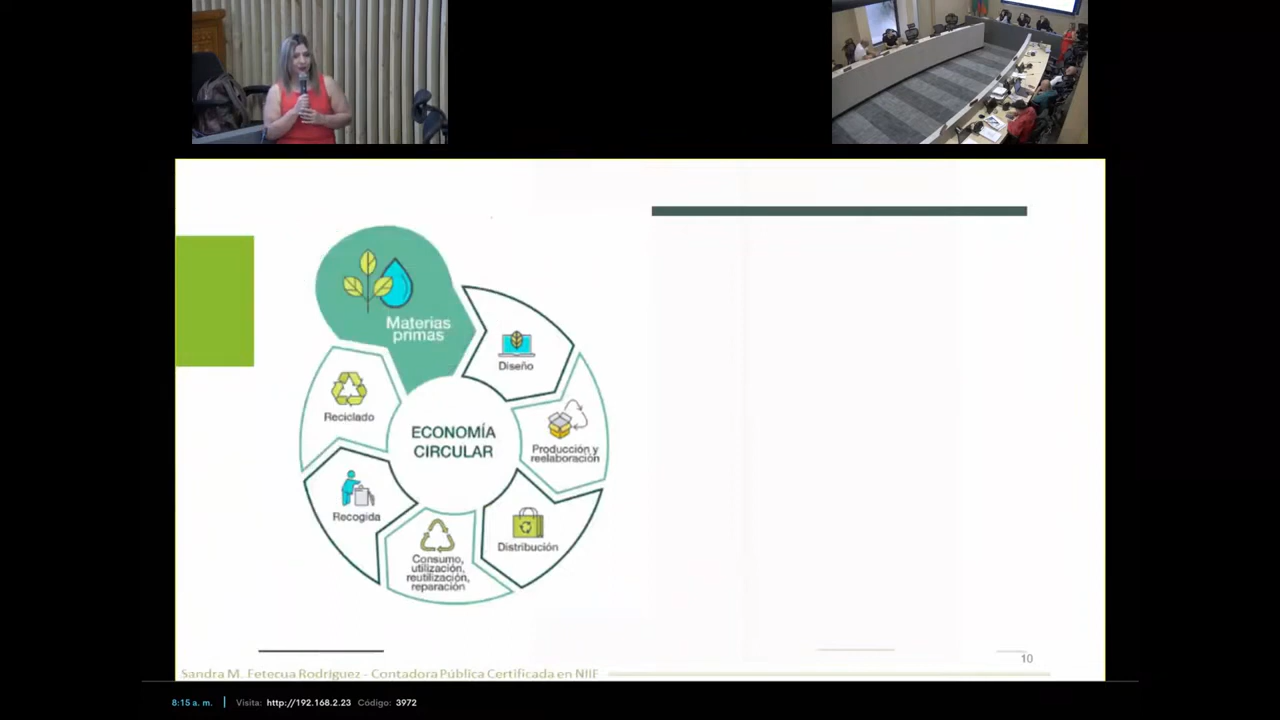 Materias
primas
Diseño
Reciclado
ECONOMÍA
CIRCULAR
Producción y
reelaboración
Recogida
Distribución
Consumo,
utilización,
reutilización,
reparación
10
Sandra M. Fetecua Rodriguez - Contadora Pública Certificada en NIIF
8:15 a. m. | Visita: http://192.168.2.23 Código: 3972